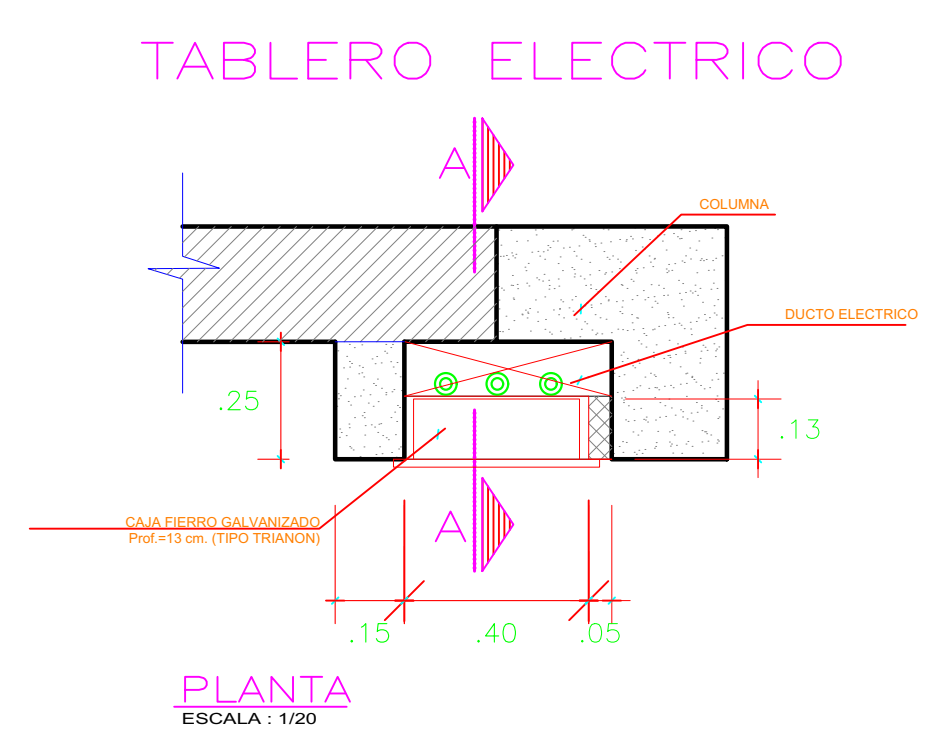 TABLERO ELECTRICO
A
COLUMNA
DUCTO ELECTRICO
.25
.13
CAJA FIERRO GALVANIZADO
Prof.=13 cm. (TIPO TRIANON)
A
.15
.40
.05
PLANTA
ESCALA : 1/20